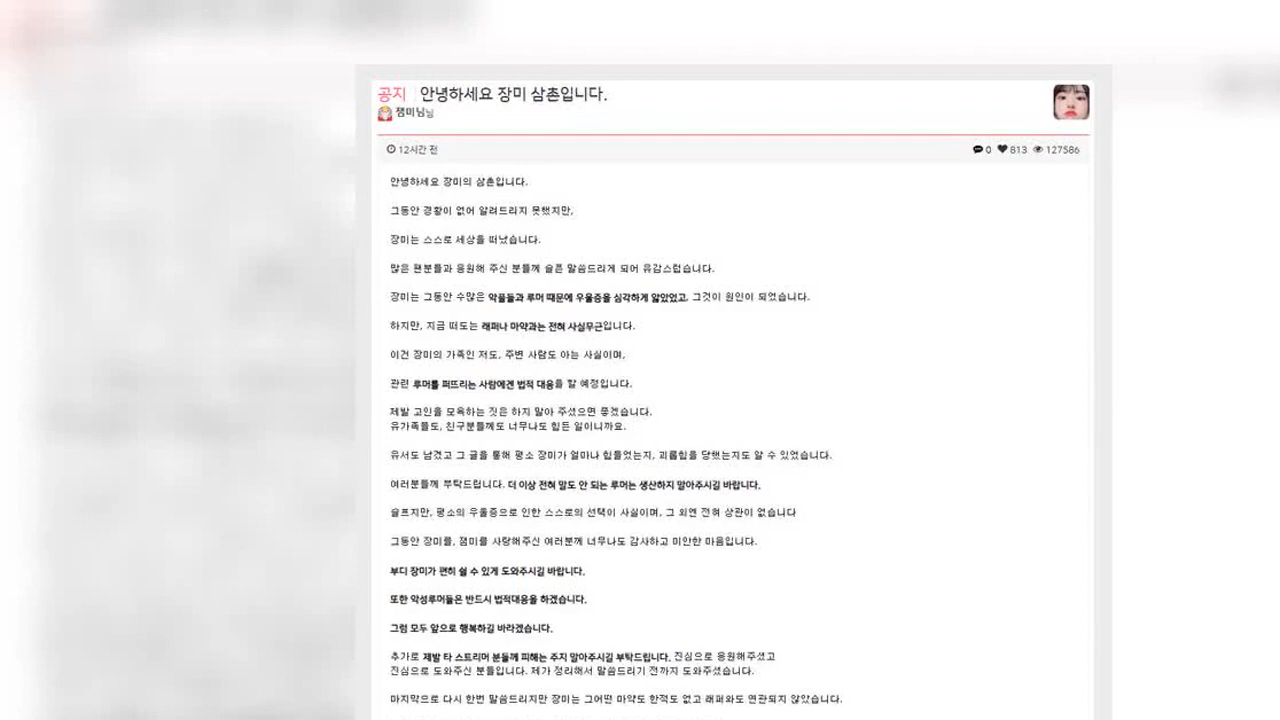 공지 안녕하세요 장미 삼촌입니다.
잼미님님
12시간 전 0 813 127586
안녕하세요 장미의 삼촌입니다.
그동안 경황이 없어 알려드리지 못했지만,
장미는 스스로 세상을 떠났습니다.
많은 팬분들과 응원해 주신 분들께 슬픈 말씀드리게 되어 유감스럽습니다.
장미는 그동안 수많은 악플들과 루머 때문에 우울증을 심각하게 앓았었고, 그것이 원인이 되었습니다.
하지만, 지금 떠도는 래퍼나 마약과는 전혀 사실무근입니다.
이건 장미의 가족인 저도, 주변 사람도 아는 사실이며,
관련 루머를 퍼뜨리는 사람에겐 법적 대응을 할 예정입니다.
제발 고인을 모욕하는 짓은 하지 말아 주셨으면 좋겠습니다.
유가족들도, 친구분들께도 너무나도 힘든 일이니까요.
유서도 남겼고 그 글을 통해 평소 장미가 얼마나 힘들었는지, 괴롭힘을 당했는지도 알 수 있었습니다.
여러분들께 부탁드립니다. 더 이상 전혀 말도 안 되는 루머는 생산하지 말아주시길 바랍니다.
슬프지만, 평소의 우울증으로 인한 스스로의 선택이 사실이며, 그 외엔 전혀 상관이 없습니다
그동안 장미를, 잼미를 사랑해주신 여러분께 너무나도 감사하고 미안한 마음입니다.
부디 장미가 편히 쉴 수 있게 도와주시길 바랍니다.
또한 악성루머들은 반드시 법적대응을 하겠습니다.
그럼 모두 앞으로 행복하길 바라겠습니다.
추가로 제발 타 스트리머 분들께 피해는 주지 말아주시길 부탁드립니다. 진심으로 응원해주셨고
진심으로 도와주신 분들입니다. 제가 정리해서 말씀드리기 전까지 도와주셨습니다.
마지막으로 다시 한번 말씀드리지만 장미는 그어떤 마약도 한적도 없고 래퍼와도 연관되지 않았습니다.